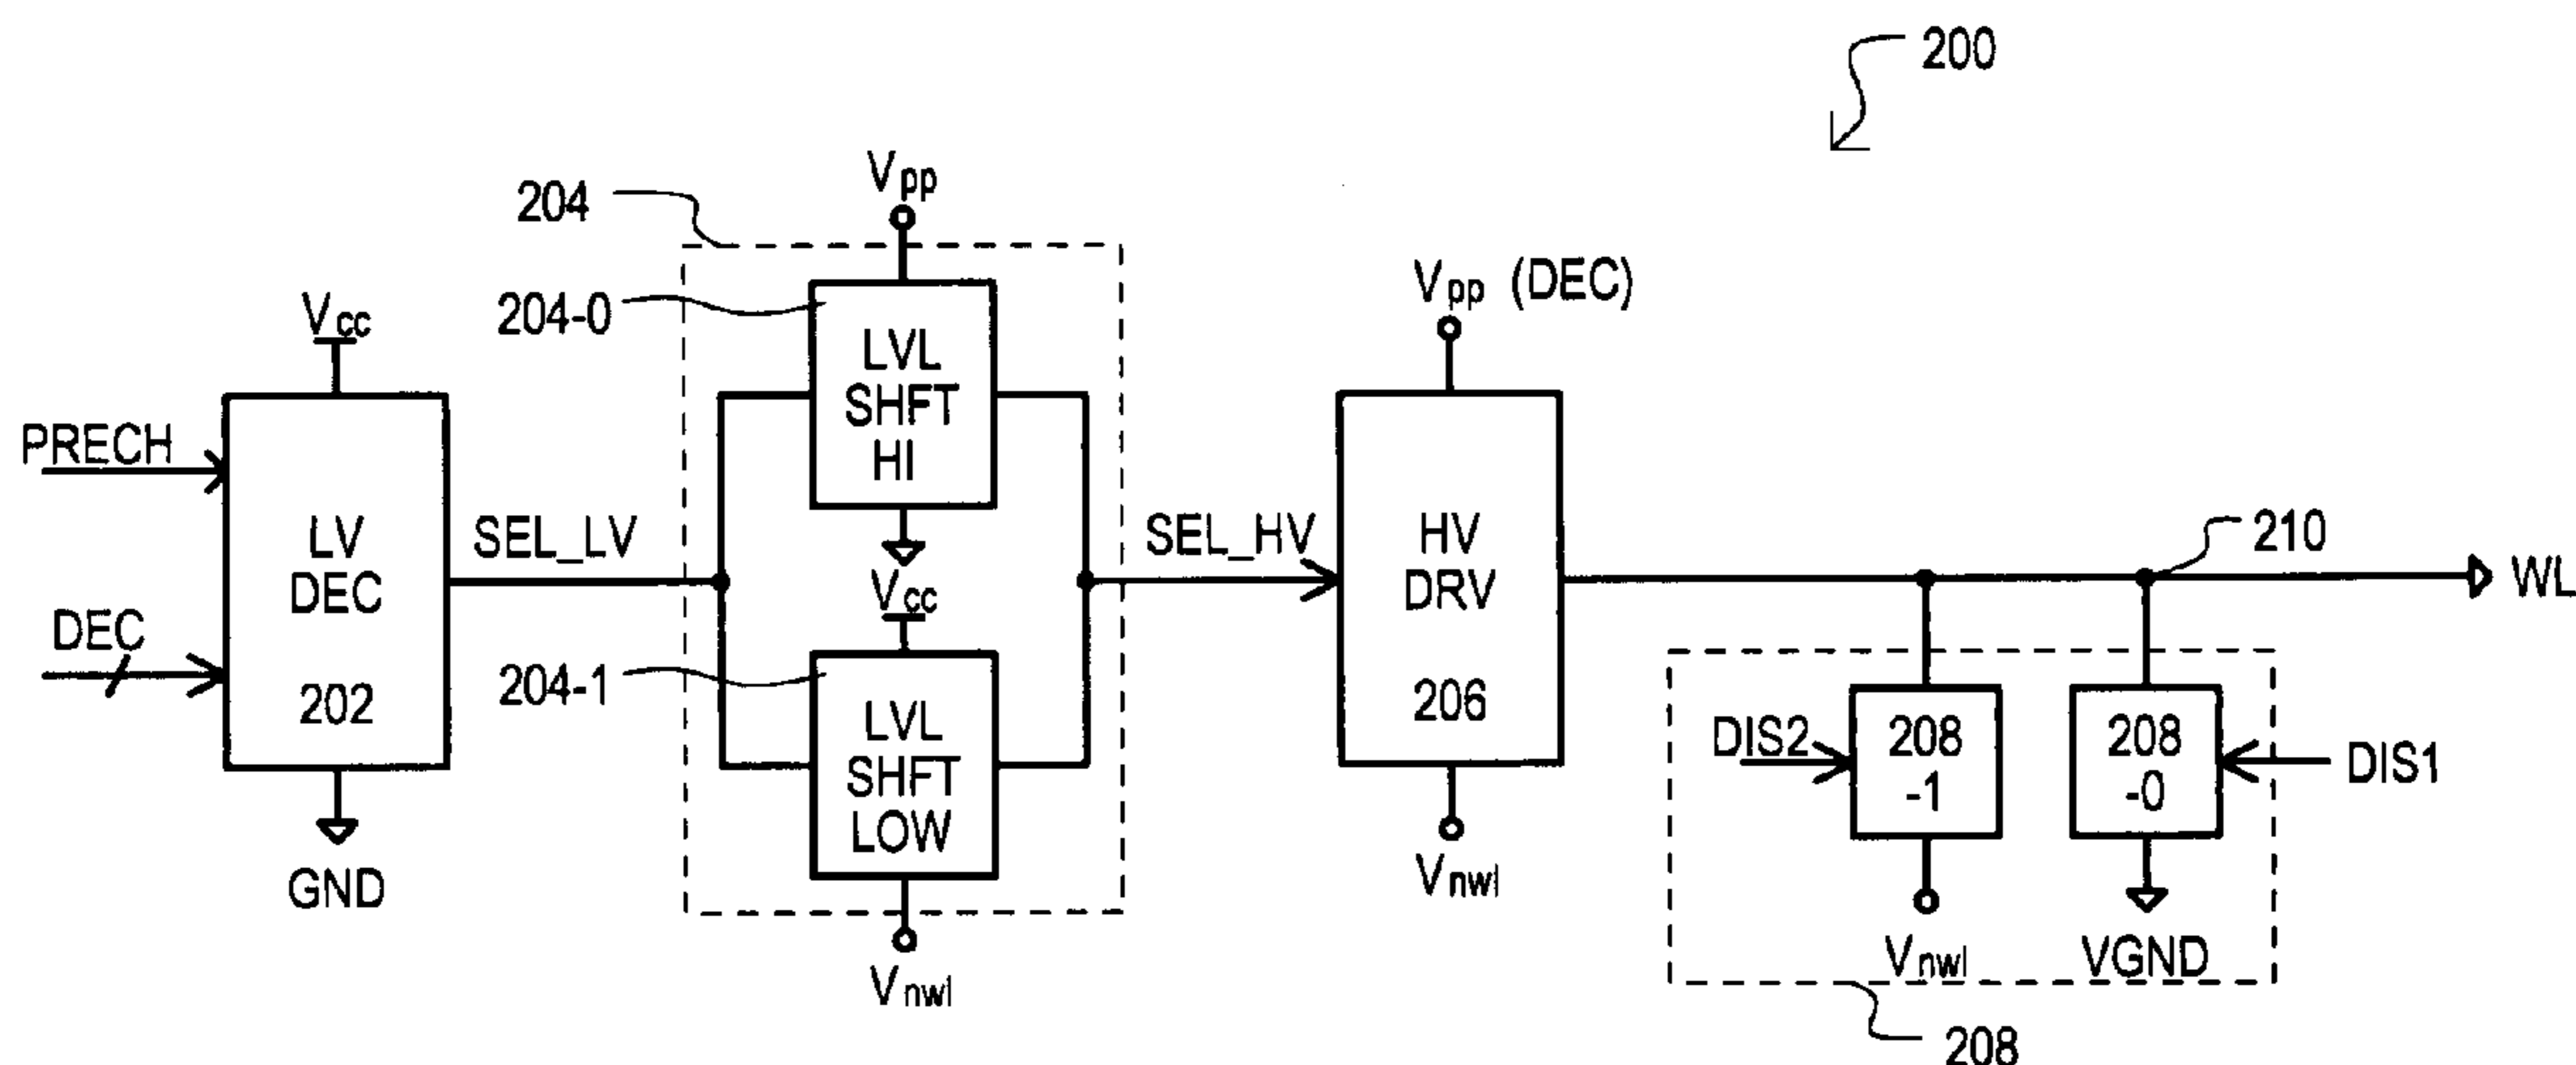 200
204
Vpp
204-0
LVL
SHFT
HI
Vpp (DEC)
Vcc
PRECH
DEC
LV
DEC
202
GND
SEL_LV
Vcc
204-1
LVL
SHFT
LOW
Vnwl
SEL_HV
HV
DRV
206
Vnwl
210
WL
DIS2
208
-1
208
-0
DIS1
Vnwl
VGND
208